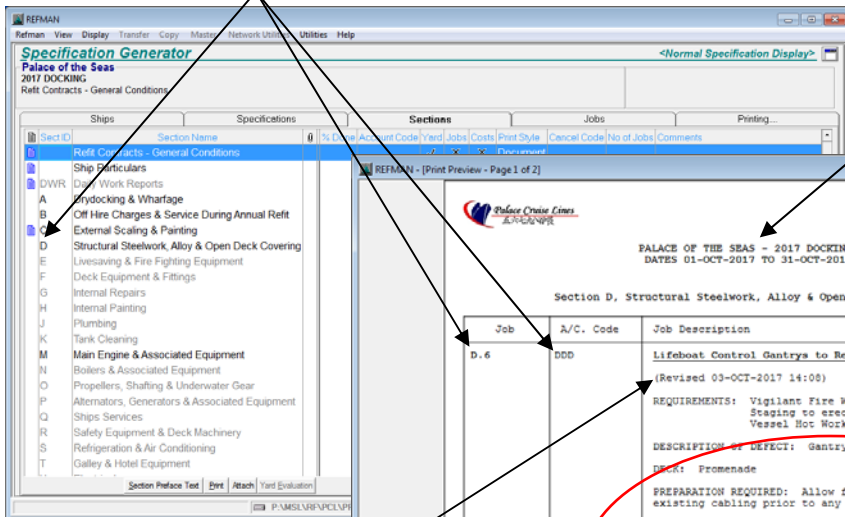 REFMAN
Refman View Display Transfer Copy Master Network Utilities Utilities Help
Specification Generator
<Normal Specification Display>
Palace of the Seas
2017 DOCKING
Refit Contracts - General Conditions
Ships Specifications Sections Jobs Printing...
Sect ID Section Name % Done Account Code Yard Jobs Costs Print Style Cancel Code No of Jobs Comments
Refit Contracts - General Conditions Document
Ship Particulars
DWR Daily Work Reports
A Drydocking & Wharfage
B Off Hire Charges & Service During Annual Refit
C External Scaling & Painting
D Structural Steelwork, Alloy & Open Deck Covering
E Livesaving & Fire Fighting Equipment
F Deck Equipment & Fittings
G Internal Repairs
H Internal Painting
J Plumbing
K Tank Cleaning
M Main Engine & Associated Equipment
N Boilers & Associated Equipment
O Propellers, Shafting & Underwater Gear
P Alternators, Generators & Associated Equipment
Q Ships Services
R Safety Equipment & Deck Machinery
S Refrigeration & Air Conditioning
T Galley & Hotel Equipment
Section Preface Text Print Attach Yard Evaluation
P:\MSL\RF\PCL\P
REFMAN - [Print Preview - Page 1 of 2]
Palace Cruise Lines
PALACE OF THE SEAS - 2017 DOCKIN
DATES 01-OCT-2017 TO 31-OCT-201
Section D, Structural Steelwork, Alloy & Open
Job A/C. Code Job Description
D.6 DDD Lifeboat Control Gantrys to Re
(Revised 03-OCT-2017 14:08)
REQUIREMENTS: Vigilant Fire W
Staging to erec
Vessel Hot Work
DESCRIPTION OF DEFECT: Gantry
DECK: Promenade
PREPARATION REQUIRED: Allow f
existing cabling prior to any